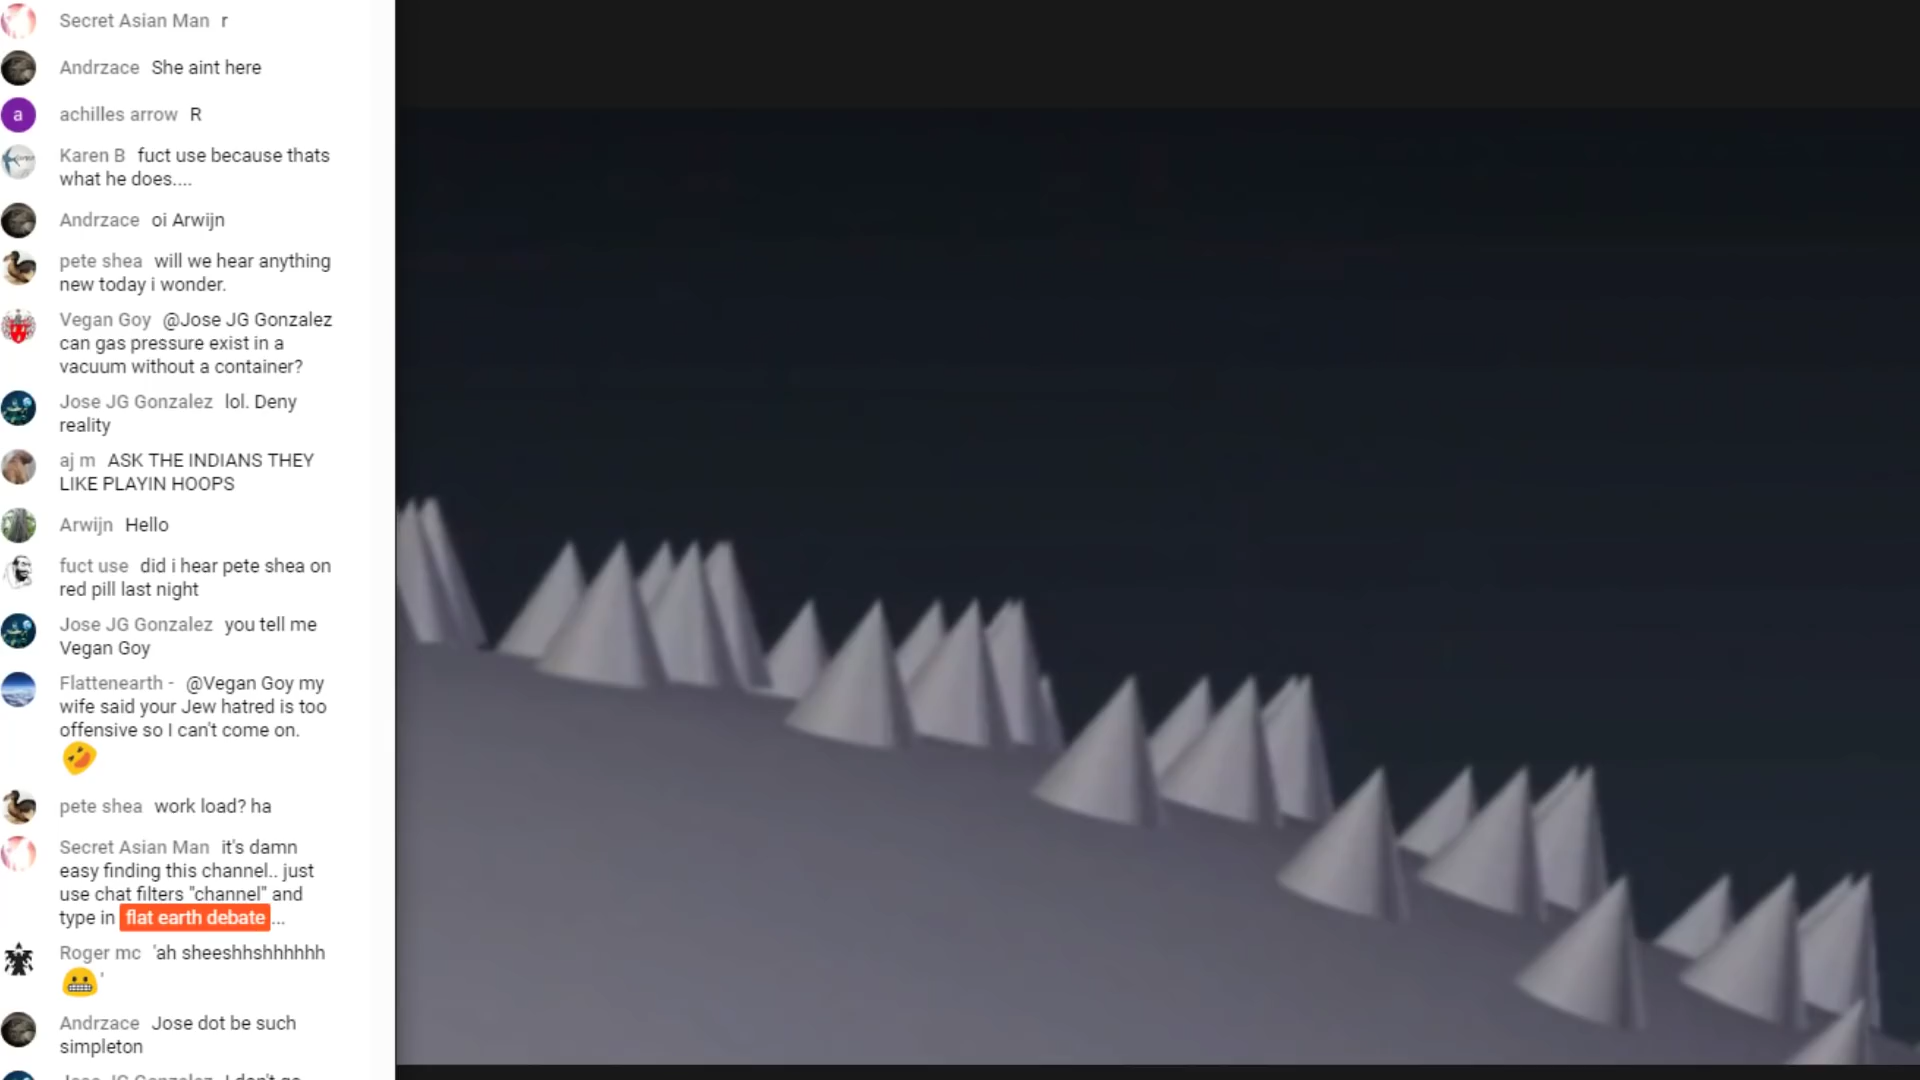 Secret Asian Man r
Andrzace She aint here
a
achilles arrow R
Karen B fuct use because thats
what he does....
Andrzace oi Arwijn
pete shea will we hear anything
new today i wonder.
Vegan Goy @Jose JG Gonzalez
can gas pressure exist in a
vacuum without a container?
Jose JG Gonzalez lol. Deny
reality
aj m ASK THE INDIANS THEY
LIKE PLAYIN HOOPS
Arwijn Hello
fuct use did i hear pete shea on
red pill last night
Jose JG Gonzalez you tell me
Vegan Goy
Flattenearth - @Vegan Goy my
wife said your Jew hatred is too
offensive so I can't come on.
pete shea work load? ha
Secret Asian Man it's damn
easy finding this channel.. just
use chat filters "channel" and
type in flat earth debate ...
Roger mc 'ah sheeshhshhhhhh
'
Andrzace Jose dot be such
simpleton
Jose JG Gonzalez I don't go